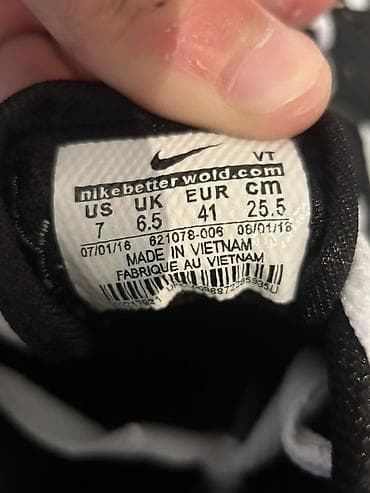 VT
nikebetterwold.com
US UK EUR cm
7 6.5 41 25.5
07/01/16 621078-006 08/01/16
MADE IN VIETNAM
FABRIQUE AU VIETNAM